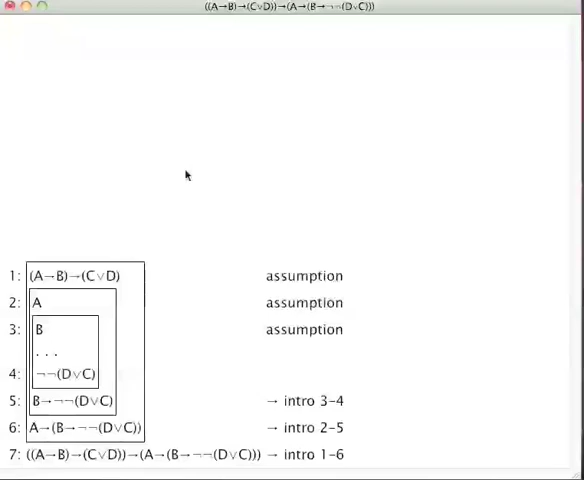 ((A→B)→(C∨D))→(A→(B→¬¬(D∨C)))
1: (A→B)→(C∨D) assumption
2: A assumption
3: B assumption
. . .
4: ¬¬(D∨C)
5: B→¬¬(D∨C) → intro 3-4
6: A→(B→¬¬(D∨C)) → intro 2-5
7: ((A→B)→(C∨D))→(A→(B→¬¬(D∨C))) → intro 1-6